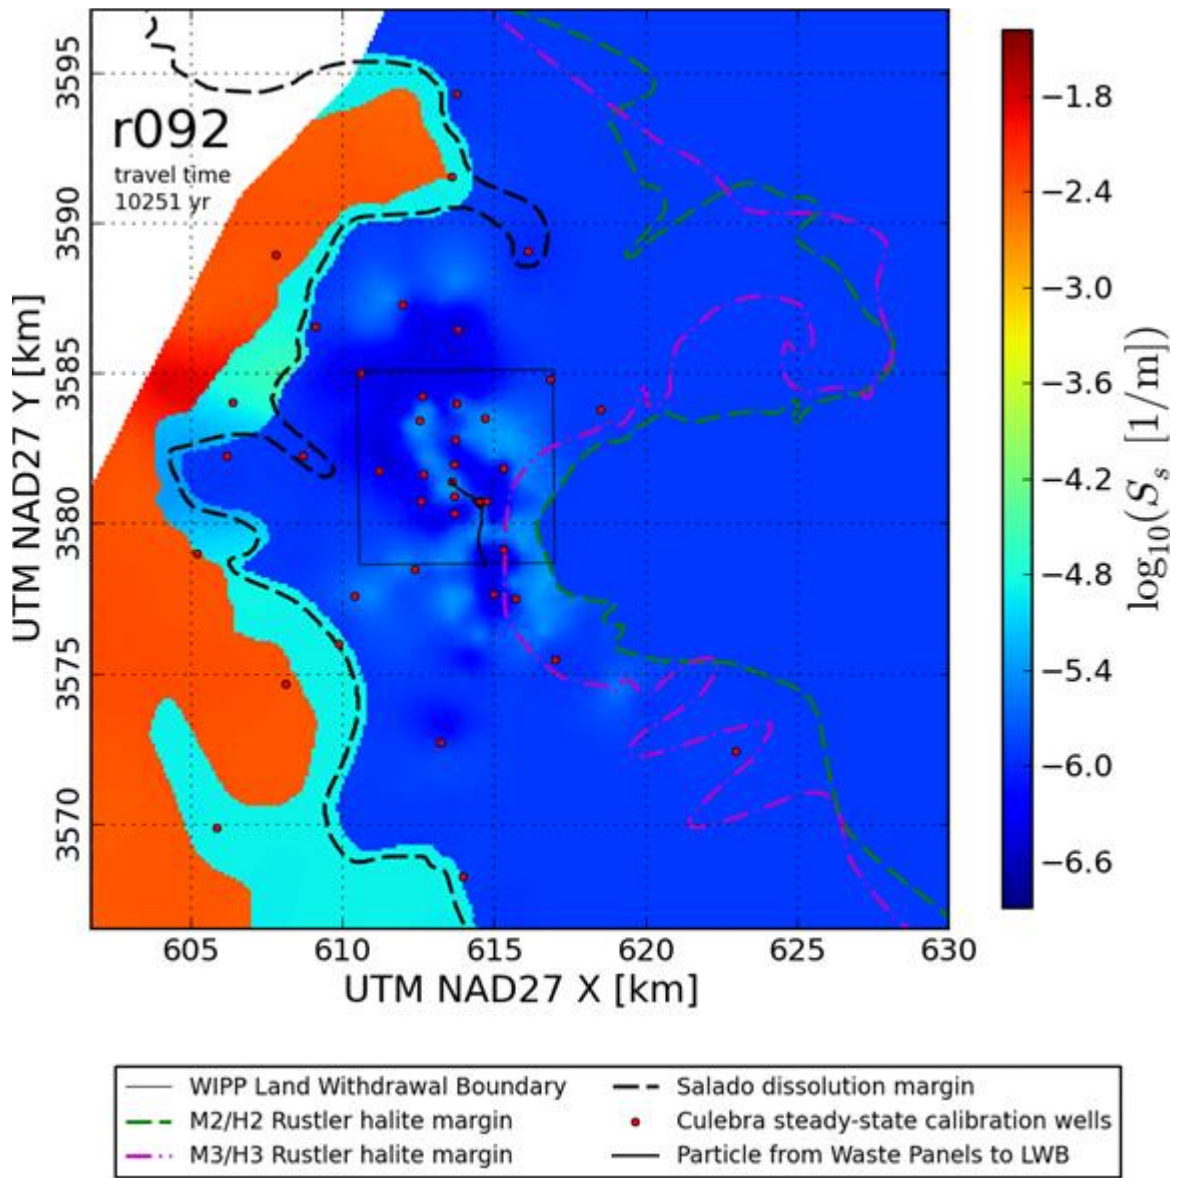 r092
travel time
10251 yr
3595
3590
3585
3580
3575
3570
UTM NAD27 Y [km]
605 610 615 620 625 630
UTM NAD27 X [km]
−1.8
−2.4
−3.0
−3.6
−4.2
−4.8
−5.4
−6.0
−6.6
log₁₀(Sₛ [1/m])
WIPP Land Withdrawal Boundary
M2/H2 Rustler halite margin
M3/H3 Rustler halite margin
Salado dissolution margin
Culebra steady-state calibration wells
Particle from Waste Panels to LWB